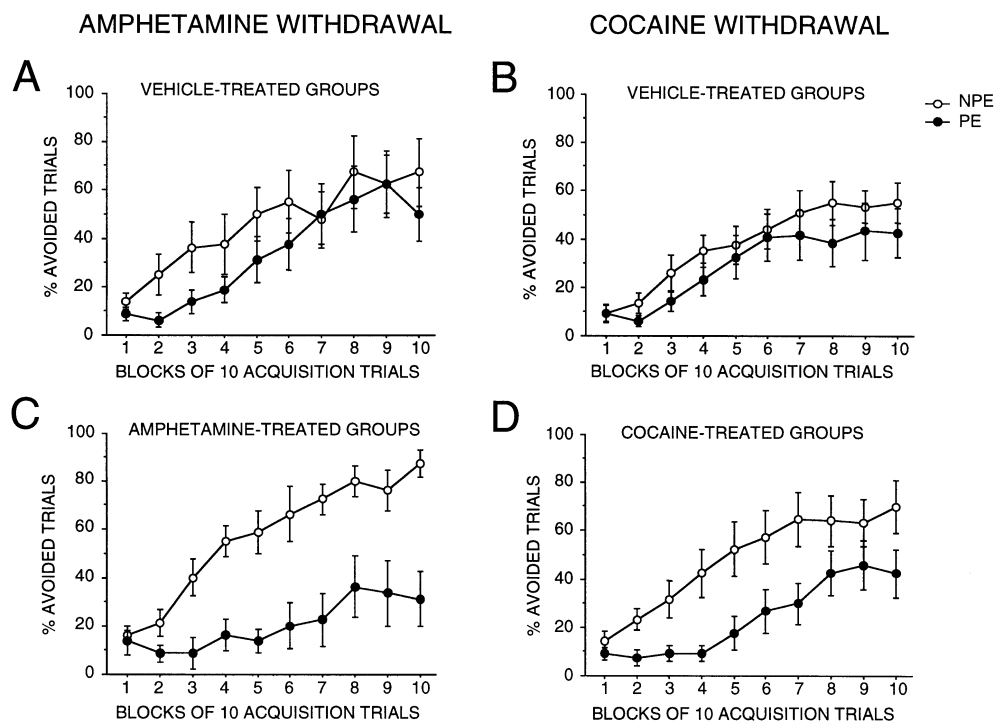 AMPHETAMINE WITHDRAWAL
COCAINE WITHDRAWAL
A
VEHICLE-TREATED GROUPS
100
80
60
40
20
0
% AVOIDED TRIALS
1 2 3 4 5 6 7 8 9 10
BLOCKS OF 10 ACQUISITION TRIALS
B
VEHICLE-TREATED GROUPS
NPE
PE
100
80
60
40
20
0
% AVOIDED TRIALS
1 2 3 4 5 6 7 8 9 10
BLOCKS OF 10 ACQUISITION TRIALS
C
AMPHETAMINE-TREATED GROUPS
100
80
60
40
20
0
% AVOIDED TRIALS
1 2 3 4 5 6 7 8 9 10
BLOCKS OF 10 ACQUISITION TRIALS
D
COCAINE-TREATED GROUPS
100
80
60
40
20
0
% AVOIDED TRIALS
1 2 3 4 5 6 7 8 9 10
BLOCKS OF 10 ACQUISITION TRIALS